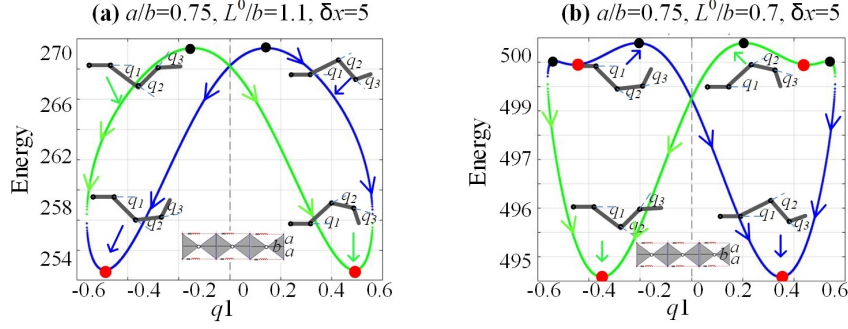 (a) a/b=0.75, L⁰/b=1.1, δx=5
270
266
262
258
254
Energy
-0.6 -0.4 -0.2 0 0.2 0.4 0.6
q1
q1 q2 q3
q1 q2 q3
q1 q2 q3
q1 q2 q3
b a
a
(b) a/b=0.75, L⁰/b=0.7, δx=5
500
499
497
496
495
Energy
-0.6 -0.4 -0.2 0 0.2 0.4 0.6
q1
q1 q2 q3
q1 q2 q3
q1 q2 q3
q1 q2 q3